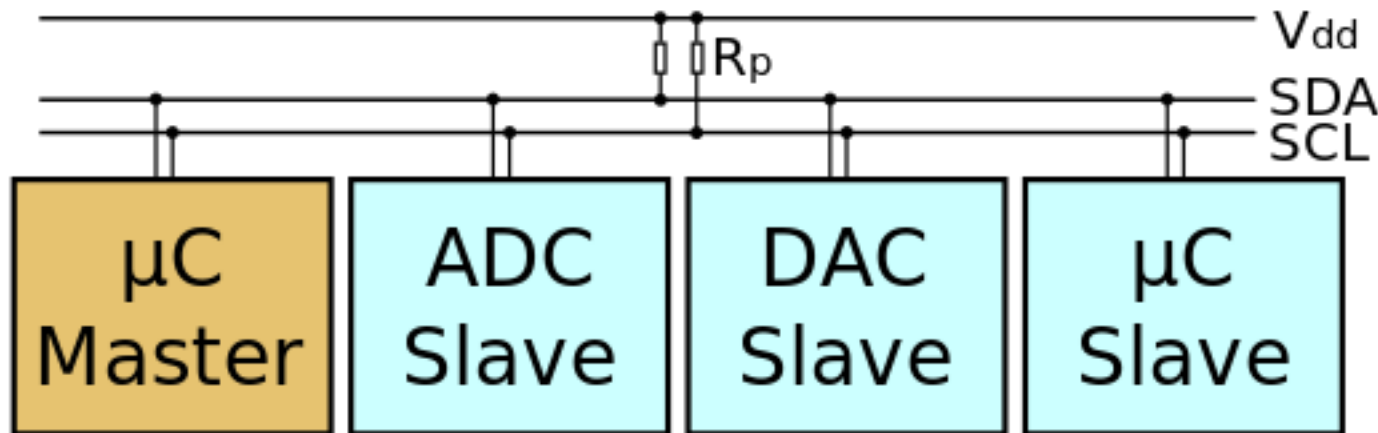 Vdd
Rp
SDA
SCL
µC
Master
ADC
Slave
DAC
Slave
µC
Slave